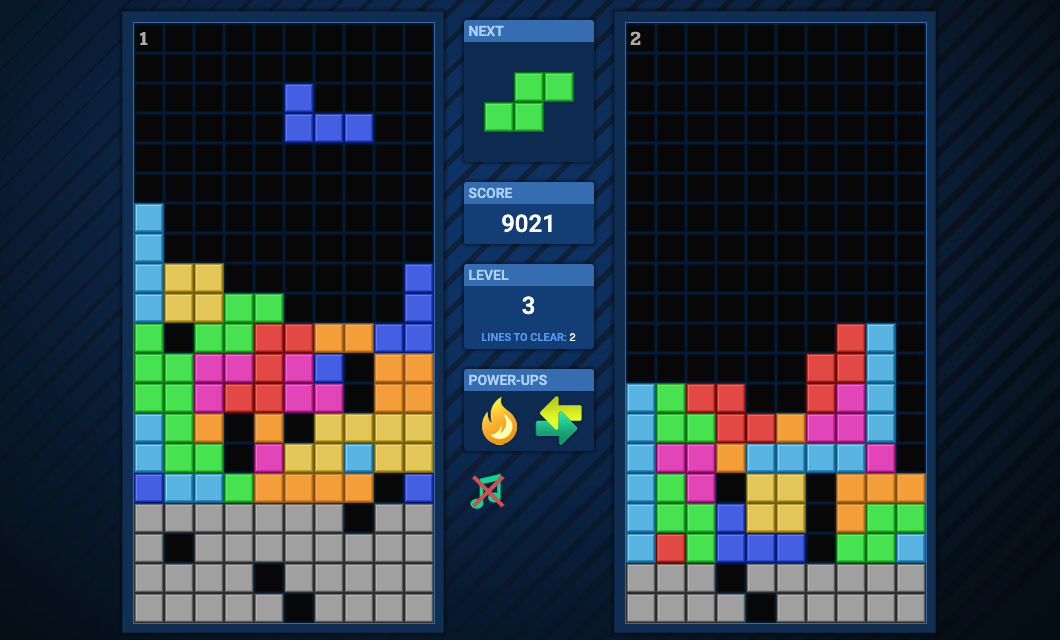 1
NEXT
SCORE
9021
LEVEL
3
LINES TO CLEAR: 2
POWER-UPS
2